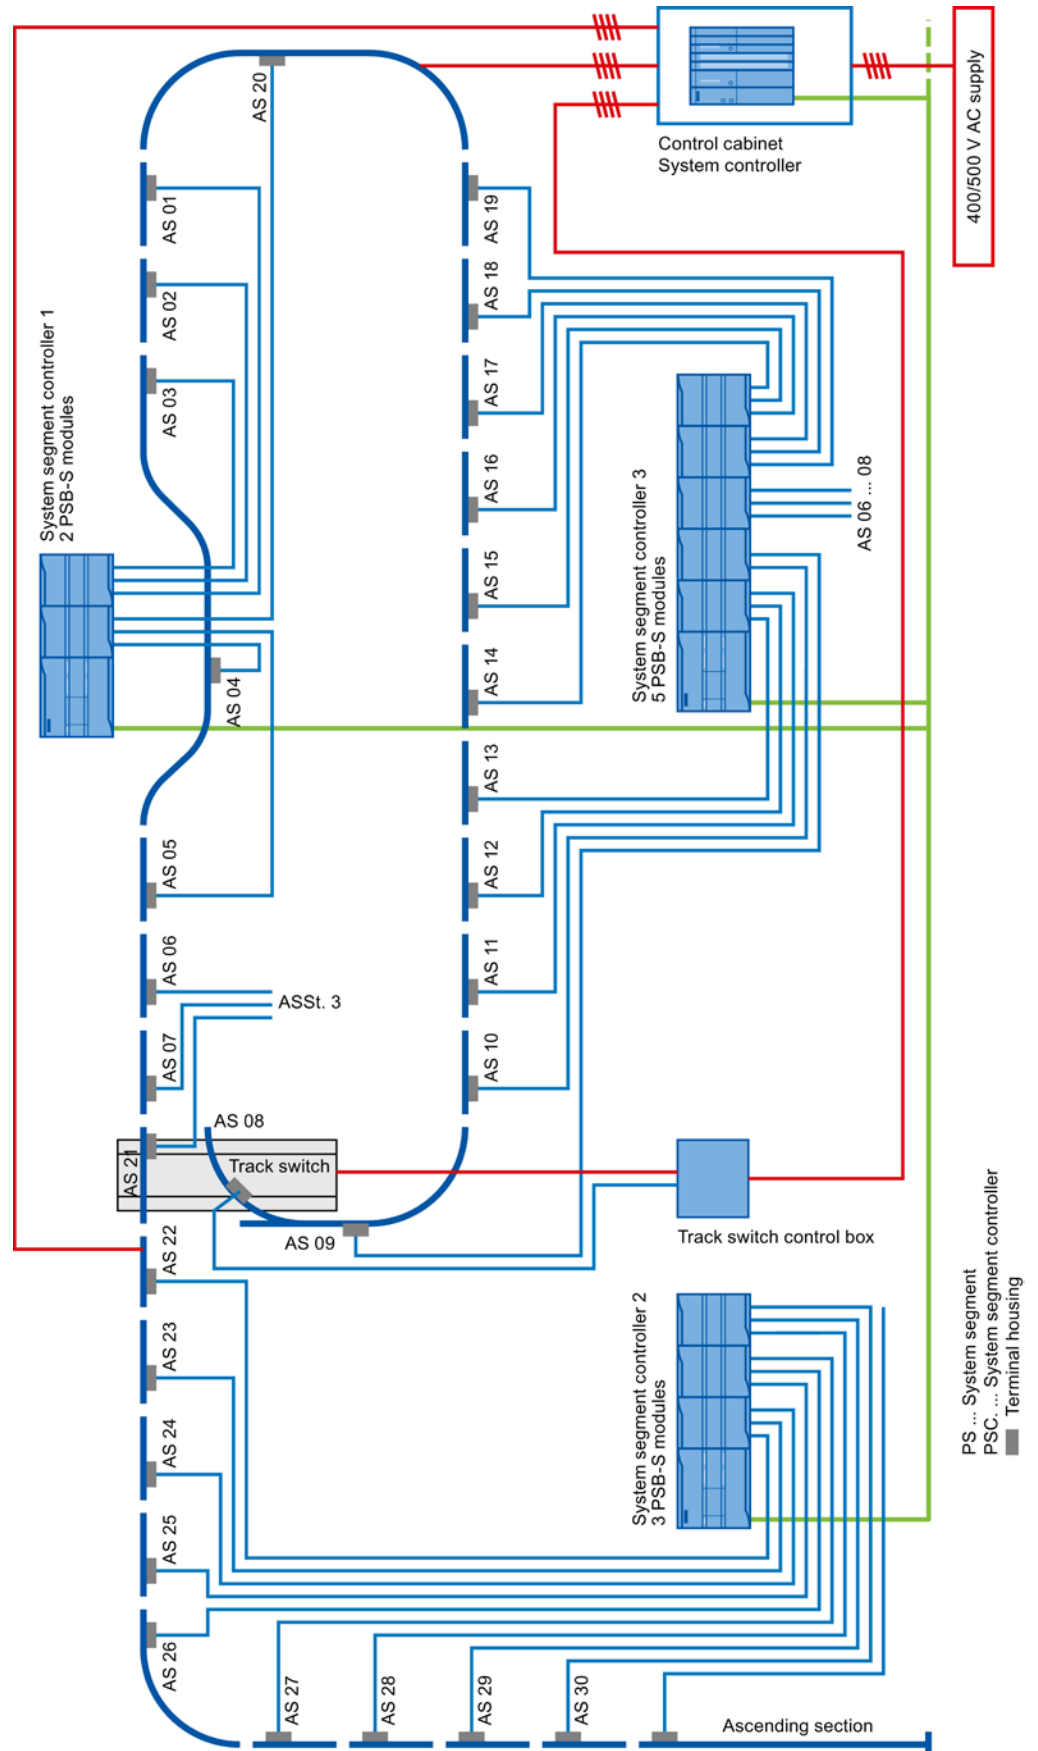 400/500 V AC supply
Control cabinet
System controller
AS 20
AS 01
AS 19
AS 02
AS 18
AS 03
AS 17
System segment controller 1
2 PSB-S modules
AS 16
AS 15
AS 04
AS 14
System segment controller 3
5 PSB-S modules
AS 06 ... 08
AS 13
AS 05
AS 12
AS 06
AS 11
ASSt. 3
AS 07
AS 10
AS 08
Track switch
AS 21
AS 09
Track switch control box
AS 22
AS 23
AS 24
AS 25
AS 26
System segment controller 2
3 PSB-S modules
AS 27
AS 28
AS 29
AS 30
Ascending section
PS ... System segment
PSC. ... System segment controller
Terminal housing